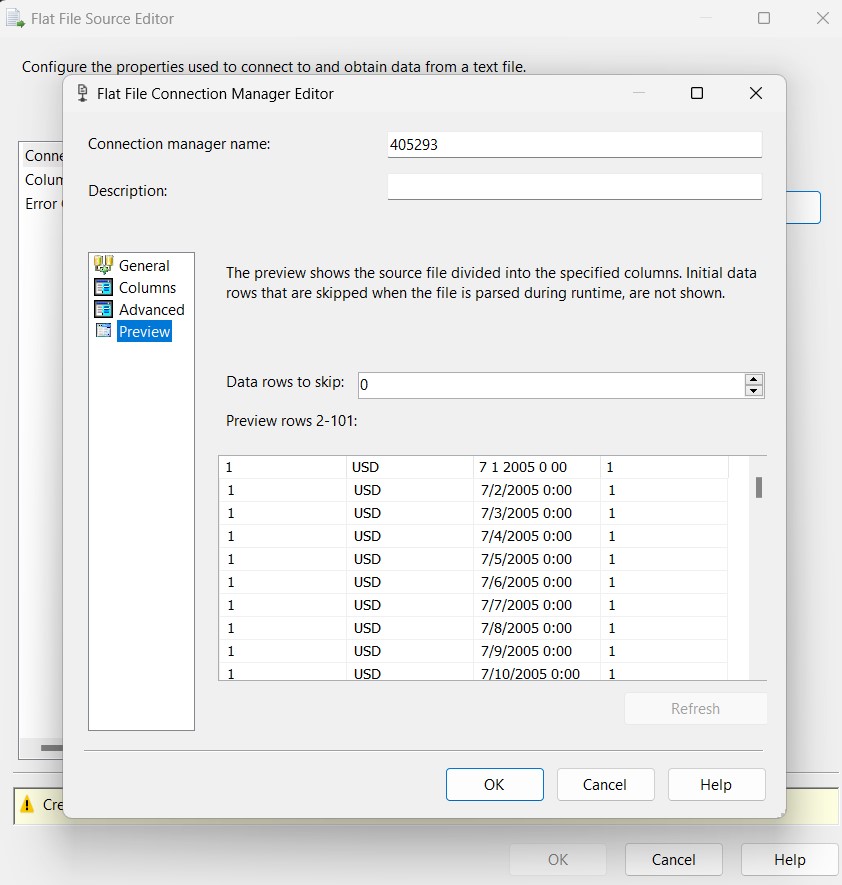 Flat File Source Editor
Configure the properties used to connect to and obtain data from a text file.
Flat File Connection Manager Editor
Connection manager name: 405293
Description:
General
Columns
Advanced
Preview
The preview shows the source file divided into the specified columns. Initial data
rows that are skipped when the file is parsed during runtime, are not shown.
Data rows to skip: 0
Preview rows 2-101:
1 USD 7 1 2005 0 00 1
1 USD 7/2/2005 0:00 1
1 USD 7/3/2005 0:00 1
1 USD 7/4/2005 0:00 1
1 USD 7/5/2005 0:00 1
1 USD 7/6/2005 0:00 1
1 USD 7/7/2005 0:00 1
1 USD 7/8/2005 0:00 1
1 USD 7/9/2005 0:00 1
1 USD 7/10/2005 0:00 1
Refresh
OK Cancel Help
Conne
Colum
Error
Cre
OK Cancel Help